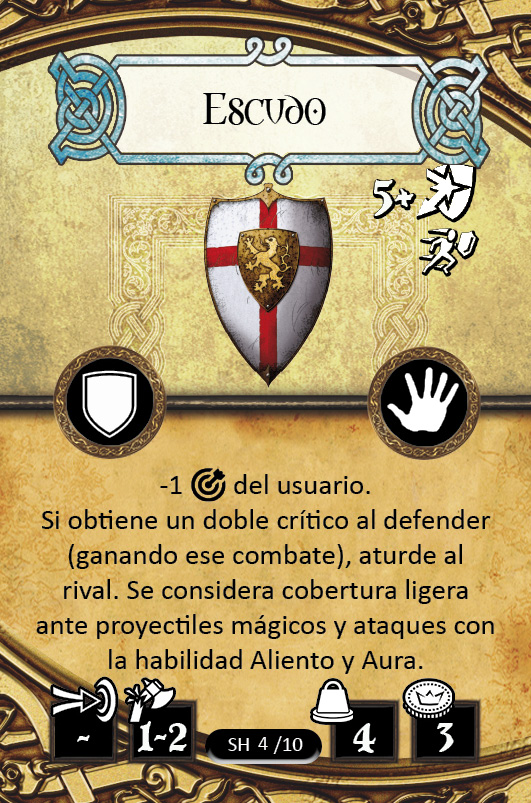 Escudo
5+
-1 del usuario.
Si obtiene un doble crítico al defender
(ganando ese combate), aturde al
rival. Se considera cobertura ligera
ante proyectiles mágicos y ataques con
la habilidad Aliento y Aura.
- 1-2 SH 4 /10 4 3